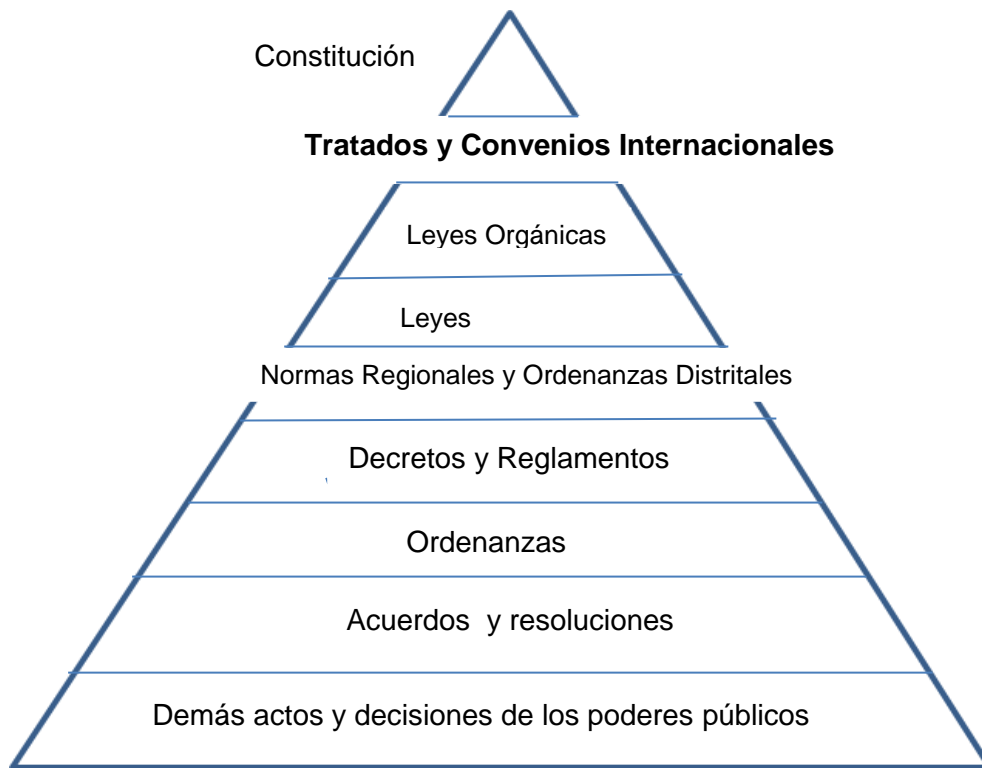 Constitución
Tratados y Convenios Internacionales
Leyes Orgánicas
Leyes
Normas Regionales y Ordenanzas Distritales
Decretos y Reglamentos
Ordenanzas
Acuerdos  y resoluciones
Demás actos y decisiones de los poderes públicos